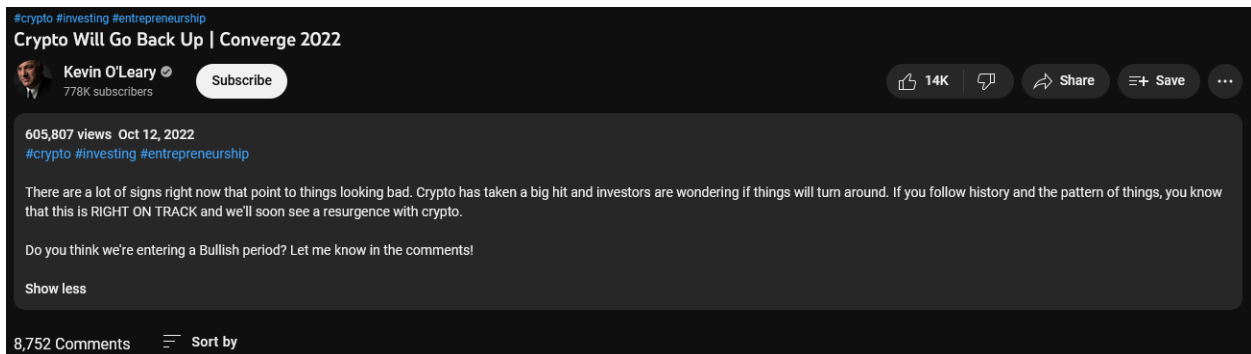 #crypto #investing #entrepreneurship
Crypto Will Go Back Up | Converge 2022
Kevin O'Leary
778K subscribers
Subscribe
14K
Share
Save
605,807 views Oct 12, 2022
#crypto #investing #entrepreneurship
There are a lot of signs right now that point to things looking bad. Crypto has taken a big hit and investors are wondering if things will turn around. If you follow history and the pattern of things, you know
that this is RIGHT ON TRACK and we'll soon see a resurgence with crypto.
Do you think we're entering a Bullish period? Let me know in the comments!
Show less
8,752 Comments
Sort by